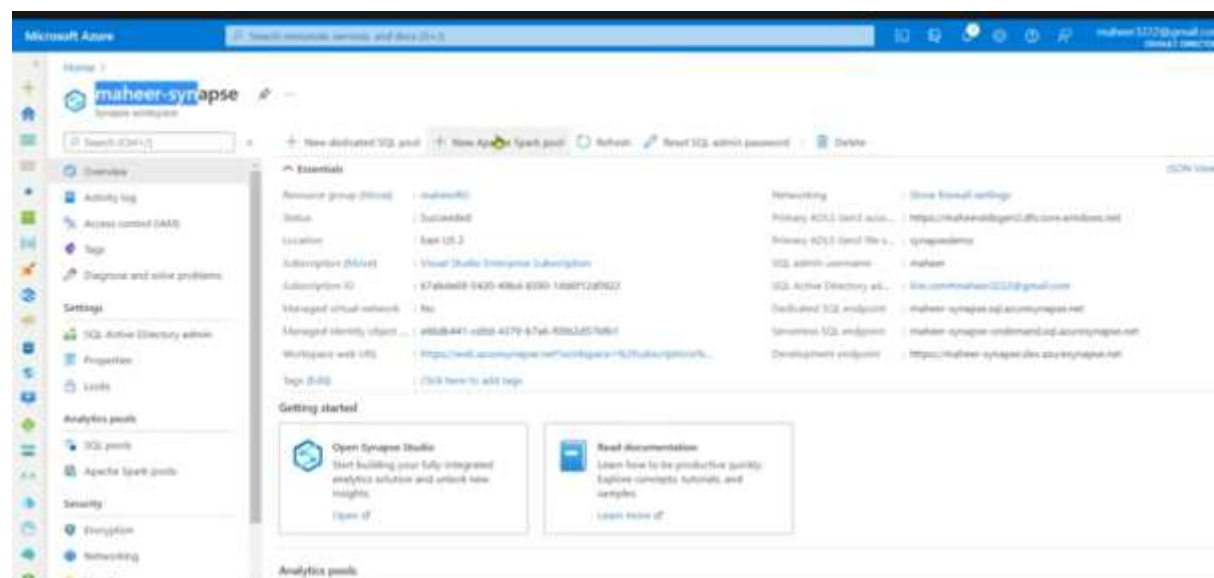 Microsoft Azure
Search resources, services, and docs (G+/)
Home >
maheer-synapse
Synapse workspace
Search (Ctrl+/)
New dedicated SQL pool
New Apache Spark pool
Refresh
Reset SQL admin password
Delete
Overview
Activity log
Access control (IAM)
Tags
Diagnose and solve problems
Settings
SQL Active Directory admin
Properties
Locks
Analytics pools
SQL pools
Apache Spark pools
Security
Encryption
Networking
Essentials
JSON View
Resource group (Move)
Status : Succeeded
Location : East US 2
Subscription (Move) : Visual Studio Enterprise Subscription
Subscription ID
Managed virtual network : No
Managed Identity object ...
Workspace web URL
Tags (Edit) : Click here to add tags
Networking : Show firewall settings
Primary ADLS Gen2 acco...
Primary ADLS Gen2 file s... : synapsedemo
SQL admin username : maheer
SQL Active Directory ad...
Dedicated SQL endpoint : maheer-synapse.sql.azuresynapse.net
Serverless SQL endpoint : maheer-synapse-ondemand.sql.azuresynapse.net
Development endpoint : https://maheer-synapse.dev.azuresynapse.net
Getting started
Open Synapse Studio
Start building your fully-integrated
analytics solution and unlock new
insights.
Open
Read documentation
Learn how to be productive quickly.
Explore concepts, tutorials, and
samples.
Learn more
Analytics pools